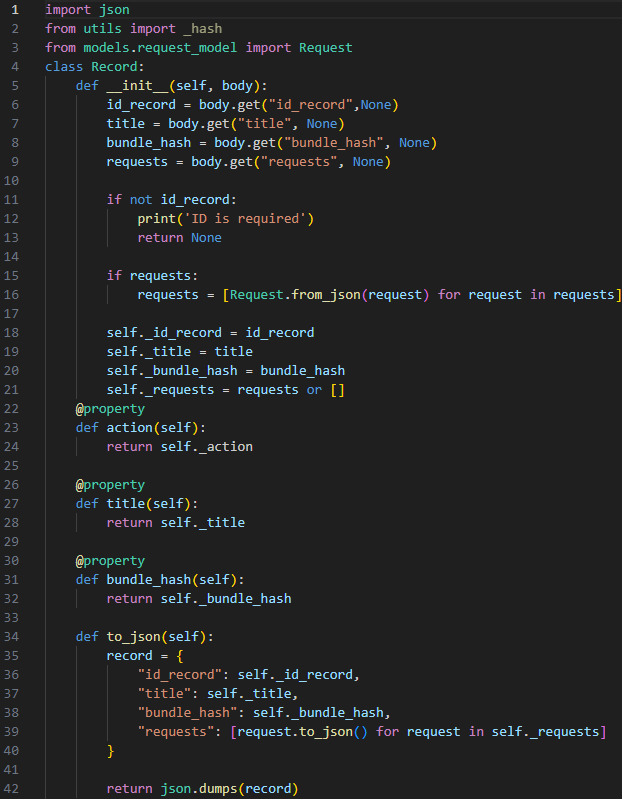 1 import json
2 from utils import _hash
3 from models.request_model import Request
4 class Record:
5     def __init__(self, body):
6         id_record = body.get("id_record",None)
7         title = body.get("title", None)
8         bundle_hash = body.get("bundle_hash", None)
9         requests = body.get("requests", None)
10
11         if not id_record:
12             print('ID is required')
13             return None
14
15         if requests:
16             requests = [Request.from_json(request) for request in requests]
17
18         self._id_record = id_record
19         self._title = title
20         self._bundle_hash = bundle_hash
21         self._requests = requests or []
22     @property
23     def action(self):
24         return self._action
25
26     @property
27     def title(self):
28         return self._title
29
30     @property
31     def bundle_hash(self):
32         return self._bundle_hash
33
34     def to_json(self):
35         record = {
36             "id_record": self._id_record,
37             "title": self._title,
38             "bundle_hash": self._bundle_hash,
39             "requests": [request.to_json() for request in self._requests]
40         }
41
42         return json.dumps(record)